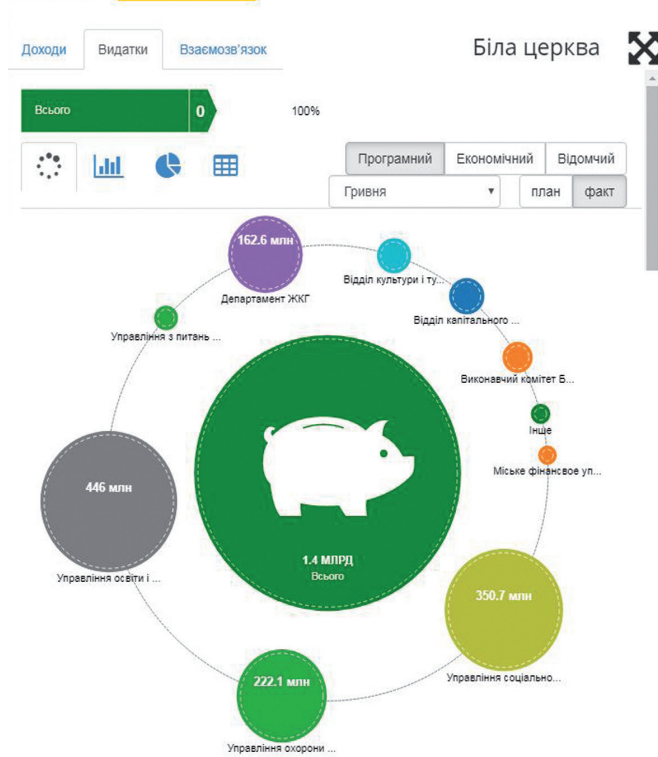 Доходи
Видатки
Взаємозв'язок
Біла церква
Всього
0
100%
Програмний
Економічний
Відомчий
Гривня
план
факт
162.6 млн
Департамент ЖКГ
Відділ культури і ту...
Відділ капітального ...
Управління з питань ...
Виконавчий комітет Б...
Інше
Міське фінансвое уп...
446 млн
Управління освіти і ...
1.4 МЛРД
Всього
350.7 млн
Управління соціально...
222.1 млн
Управління охорони ...